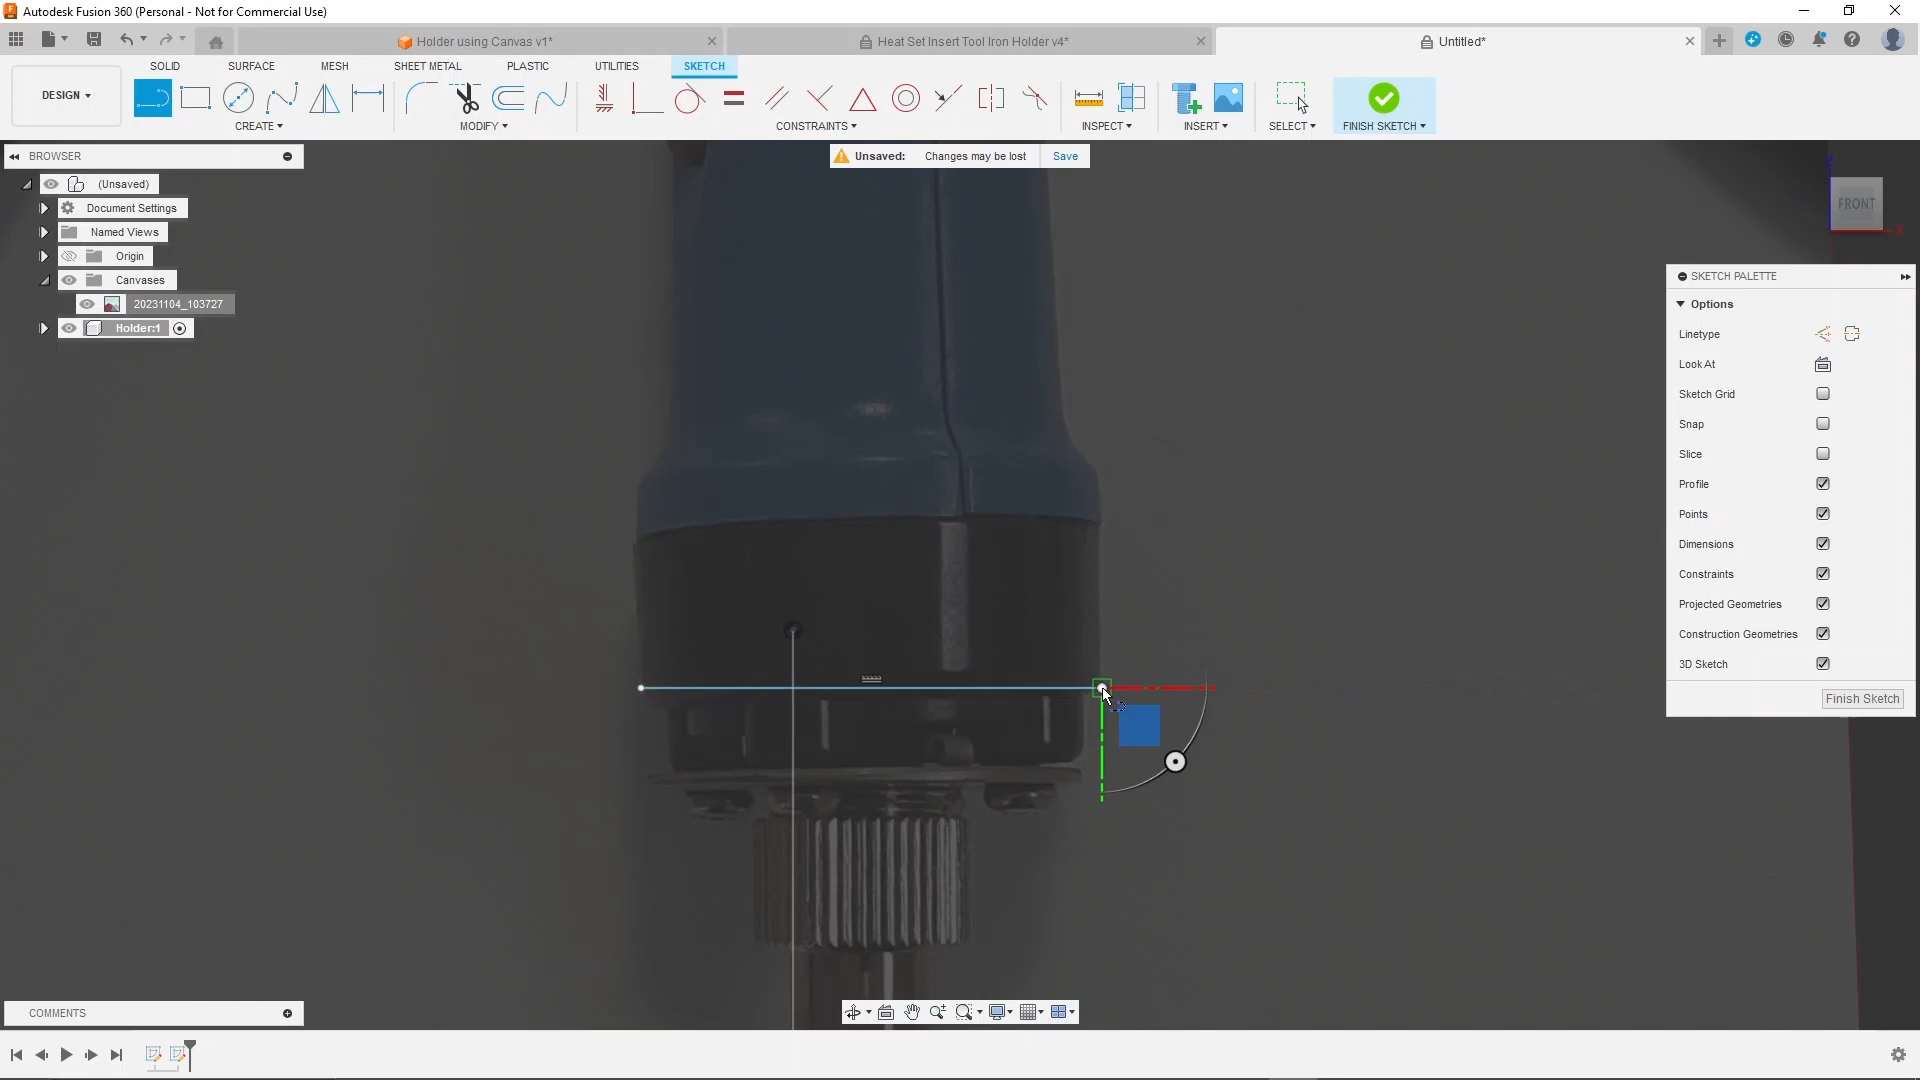 Autodesk Fusion 360 (Personal - Not for Commercial Use)
Holder using Canvas v1*
Heat Set Insert Tool Iron Holder v4*
Untitled*
DESIGN
SOLID
SURFACE
MESH
SHEET METAL
PLASTIC
UTILITIES
SKETCH
CREATE
MODIFY
CONSTRAINTS
INSPECT
INSERT
SELECT
FINISH SKETCH
BROWSER
Unsaved: Changes may be lost
Save
(Unsaved)
Document Settings
Named Views
Origin
Canvases
20231104_103727
Holder:1
Z
FRONT
X
SKETCH PALETTE
Options
Linetype
Look At
Sketch Grid
Snap
Slice
Profile
Points
Dimensions
Constraints
Projected Geometries
Construction Geometries
3D Sketch
Finish Sketch
COMMENTS